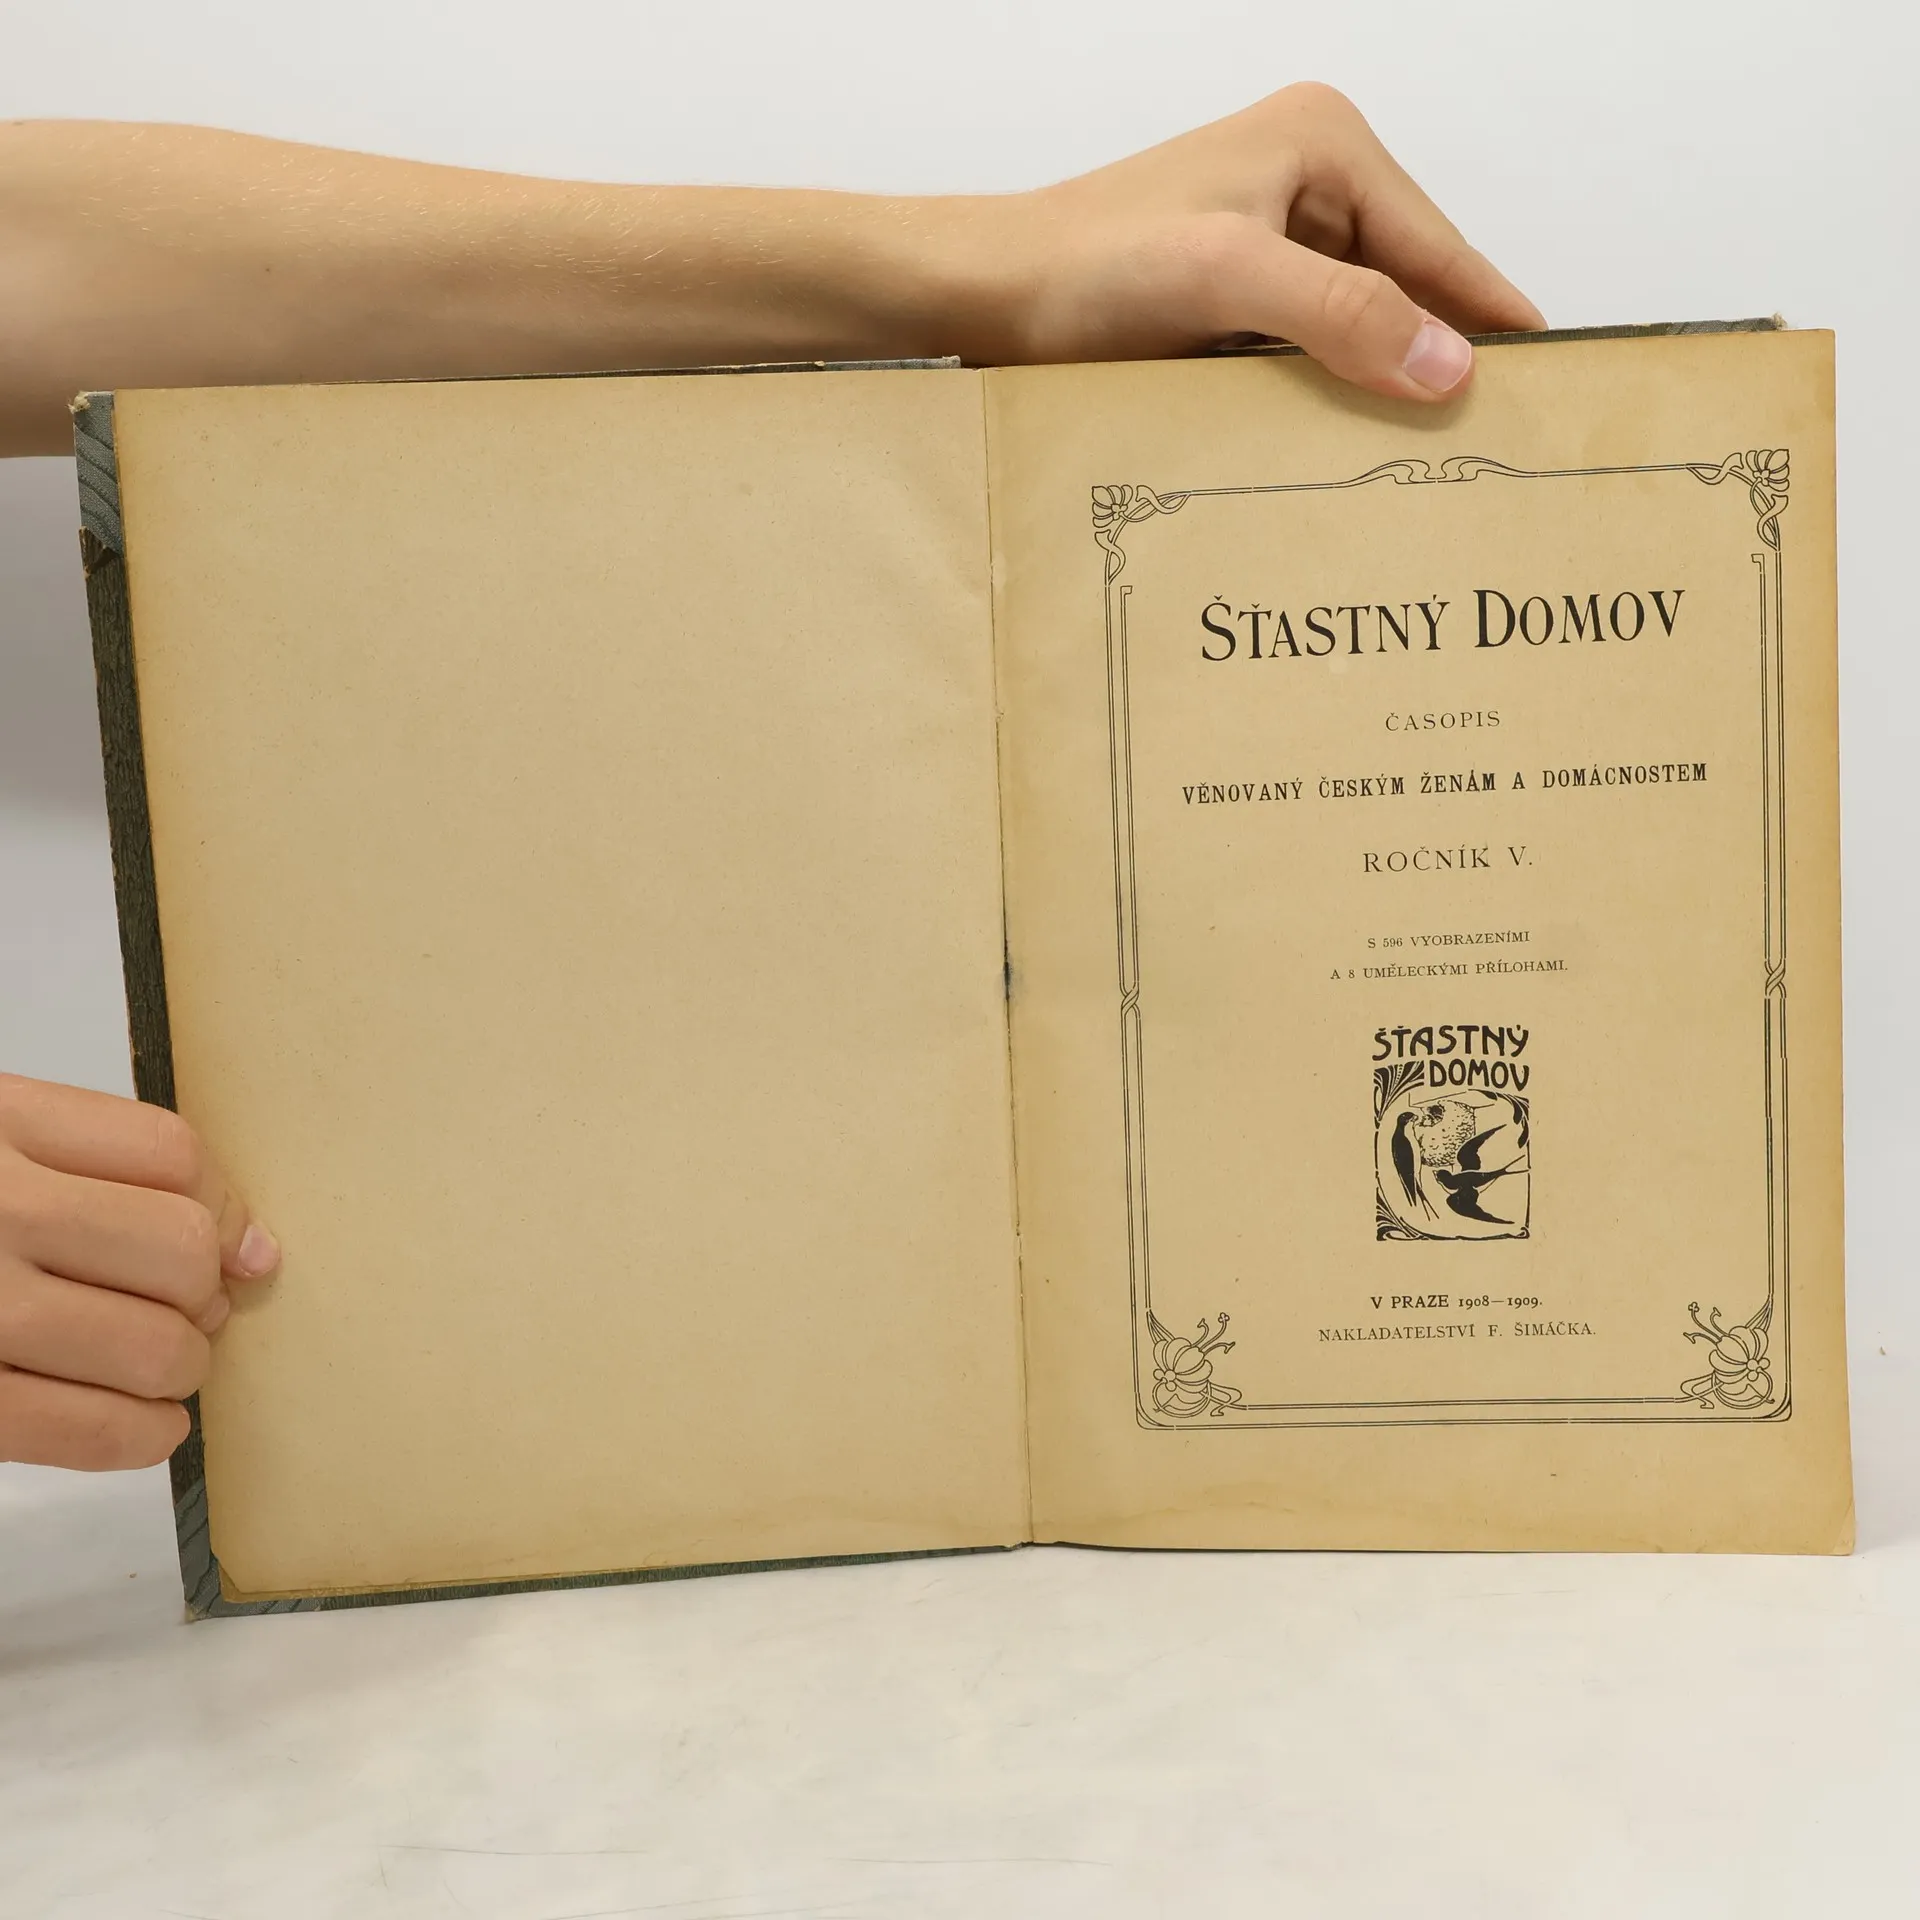 Šťastný Domov
ČASOPIS
VĚNOVANÝ ČESKÝM ŽENÁM A DOMÁCNOSTEM
ROČNÍK V.
S 596 VYOBRAZENÍMI
A 8 UMĚLECKÝMI PŘÍLOHAMI.
ŠŤASTNÝ
DOMOV
V PRAZE 1908—1909.
NAKLADATELSTVÍ F. ŠIMÁČKA.